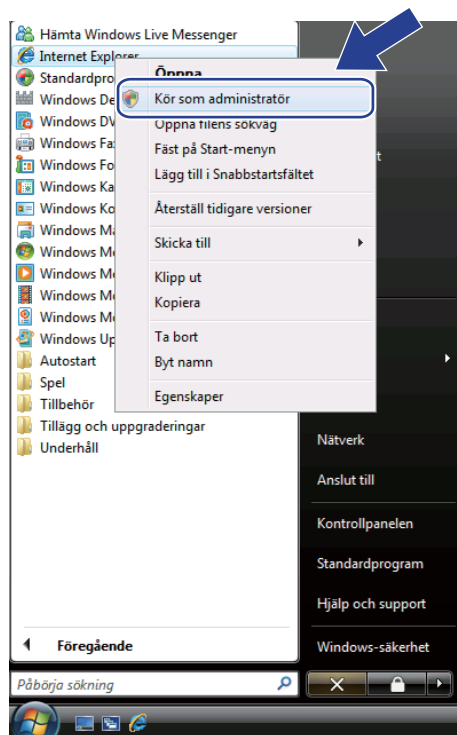 Hämta Windows Live Messenger
Internet Explorer
Standardpro
Windows De
Windows DV
Windows Fa
Windows Fo
Windows Ka
Windows Ko
Windows Ma
Windows M
Windows Me
Windows M
Windows M
Windows Up
Autostart
Spel
Tillbehör
Tillägg och uppgraderingar
Underhåll
Öppna
Kör som administratör
Öppna filens sökväg
Fäst på Start-menyn
Lägg till i Snabbstartsfältet
Återställ tidigare versioner
Skicka till
Klipp ut
Kopiera
Ta bort
Byt namn
Egenskaper
t
Nätverk
Anslut till
Kontrollpanelen
Standardprogram
Hjälp och support
Windows-säkerhet
Föregående
Påbörja sökning